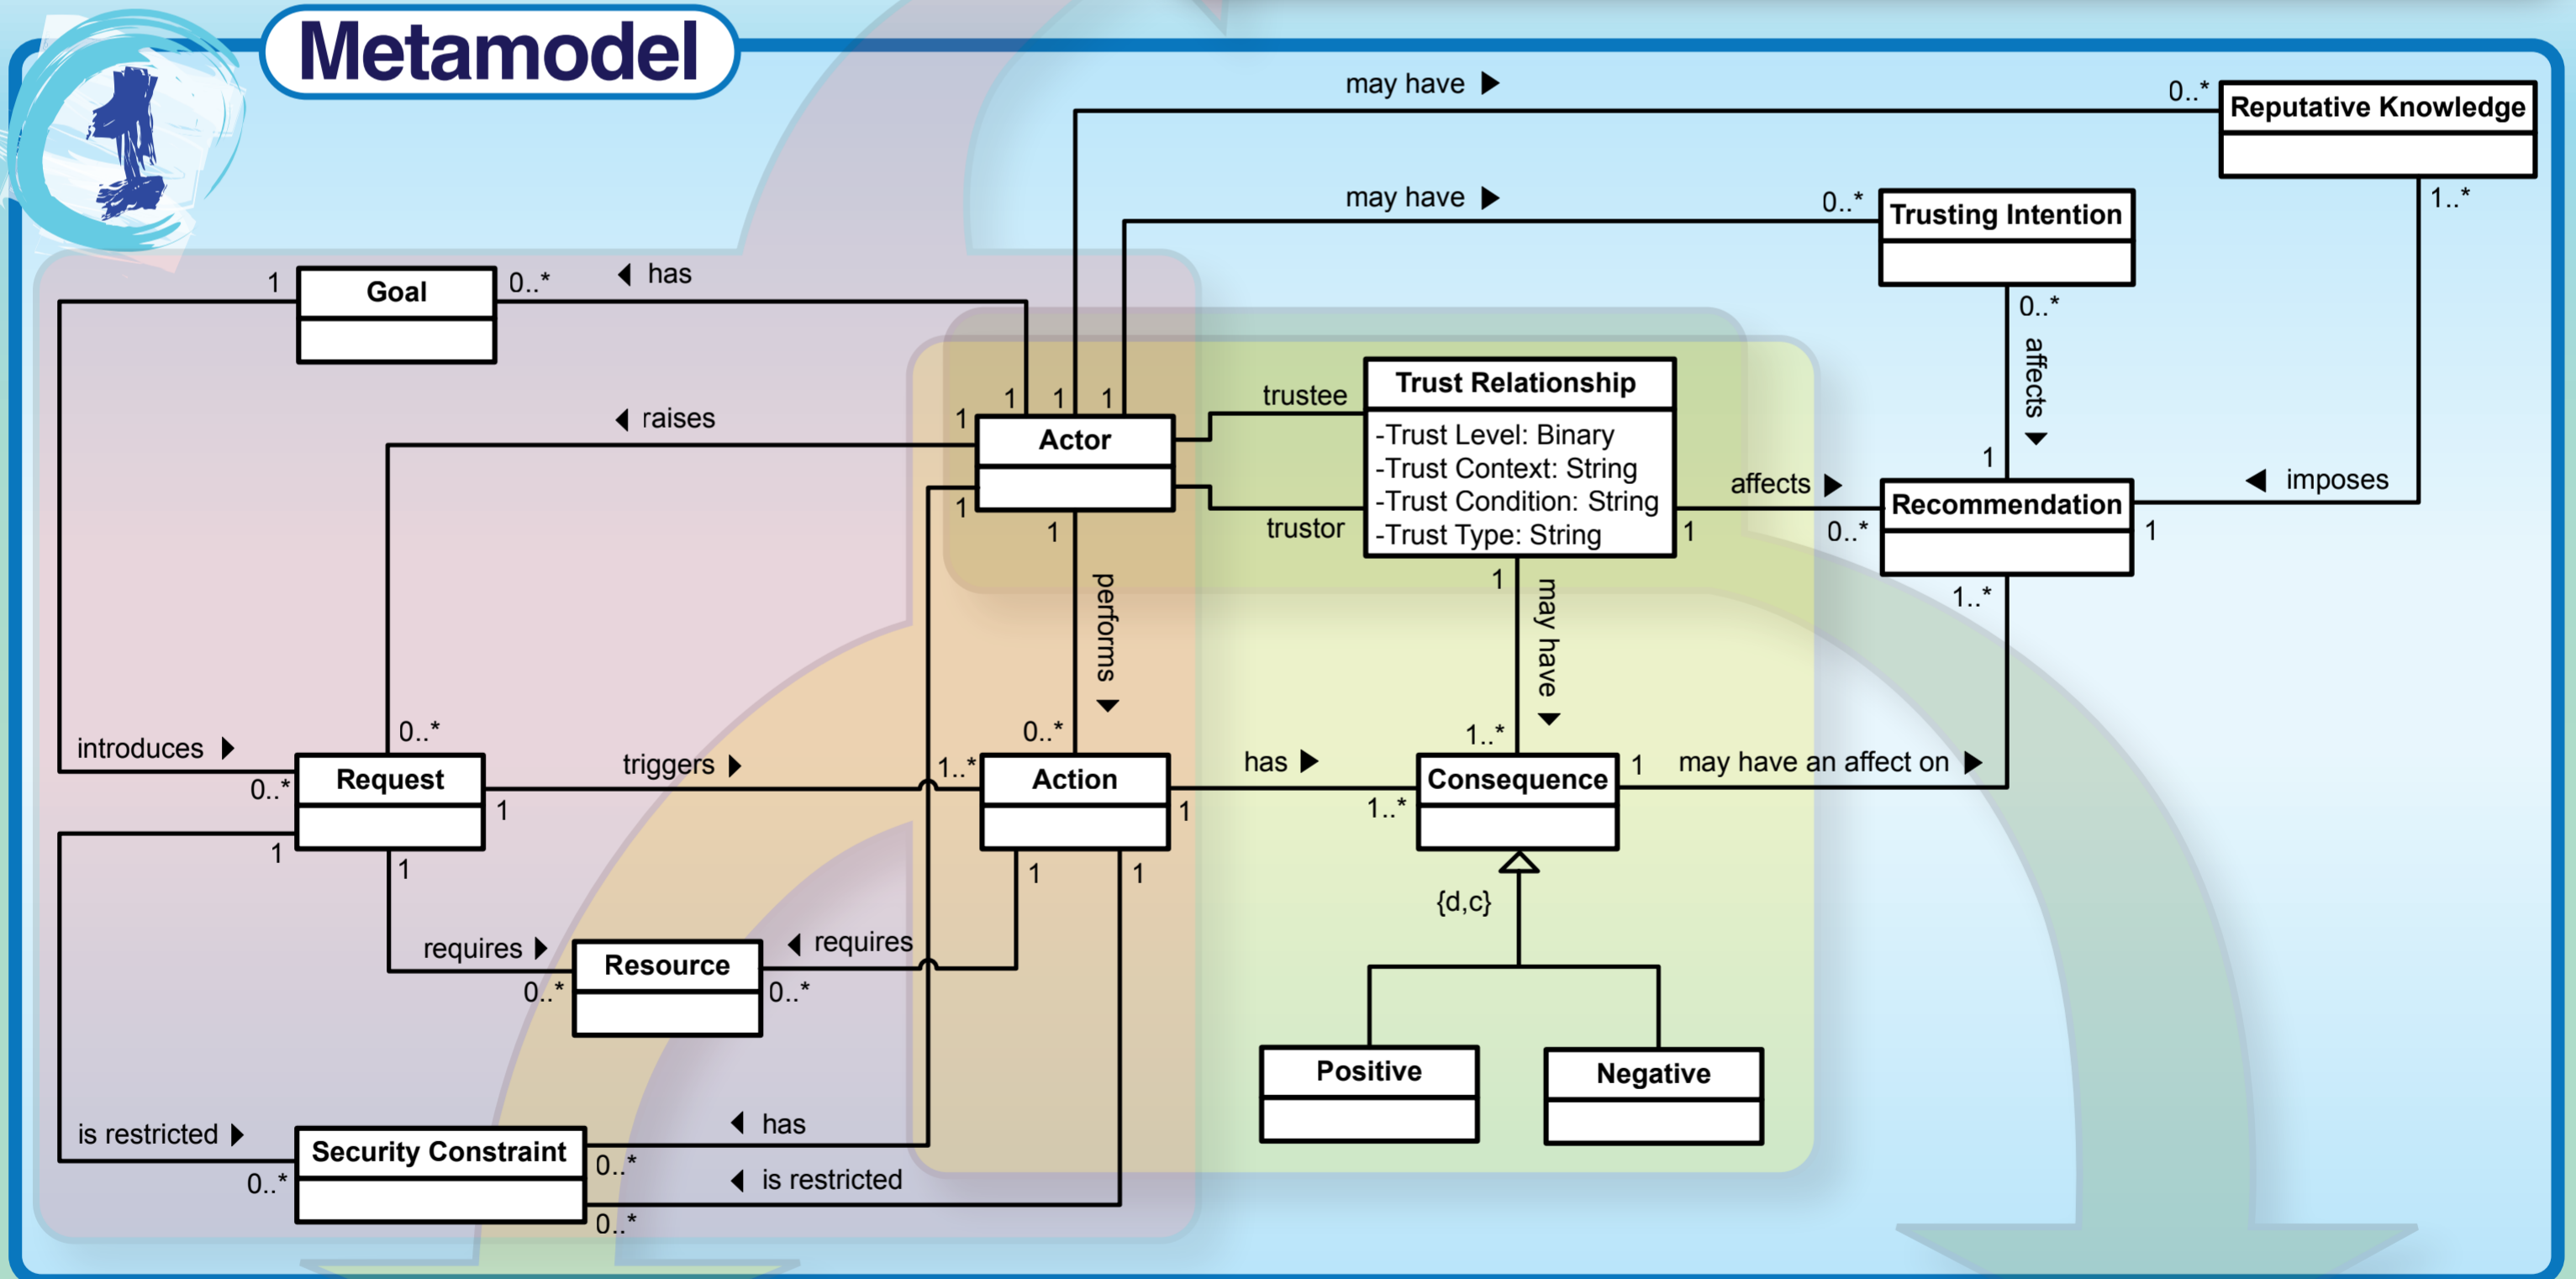 Metamodel
may have ▶
0..*
Reputative Knowledge
1..*
may have ▶
0..*
Trusting Intention
0..*
affects ▶
1
1
Goal
0..*
◀ has
1
1
1
1
◀ raises
Actor
1
1
trustee
trustor
Trust Relationship
-Trust Level: Binary
-Trust Context: String
-Trust Condition: String
-Trust Type: String
affects ▶
1
0..*
Recommendation
◀ imposes
1
1..*
performs ▶
0..*
1
may have ▶
1..*
introduces ▶
0..*
0..*
Request
triggers ▶
1
1..*
Action
has ▶
1
1..*
Consequence
1
may have an affect on ▶
1
1
1
1
{d,c}
requires ▶
0..*
Resource
◀ requires
0..*
Positive
Negative
is restricted ▶
0..*
Security Constraint
◀ has
0..*
◀ is restricted
0..*